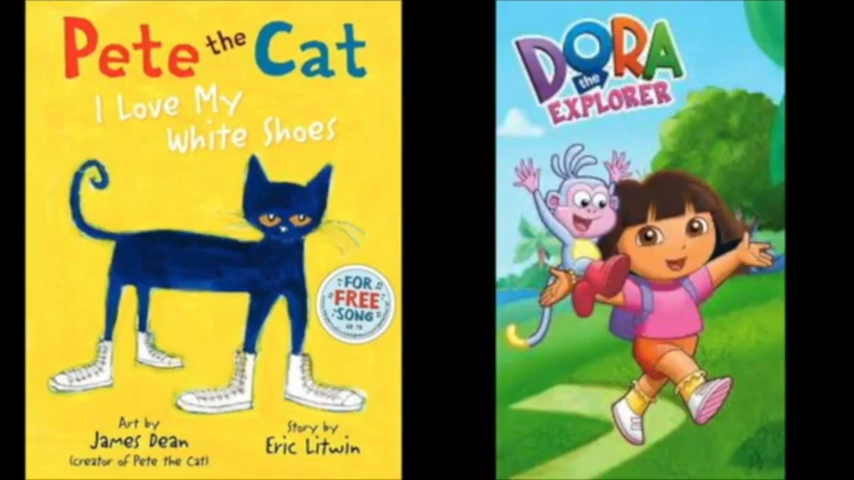 Pete the Cat
I Love My
White Shoes
FOR
FREE
SONG
Art by
James Dean
(creator of Pete the Cat)
Story by
Eric Litwin
DORA
the
EXPLORER